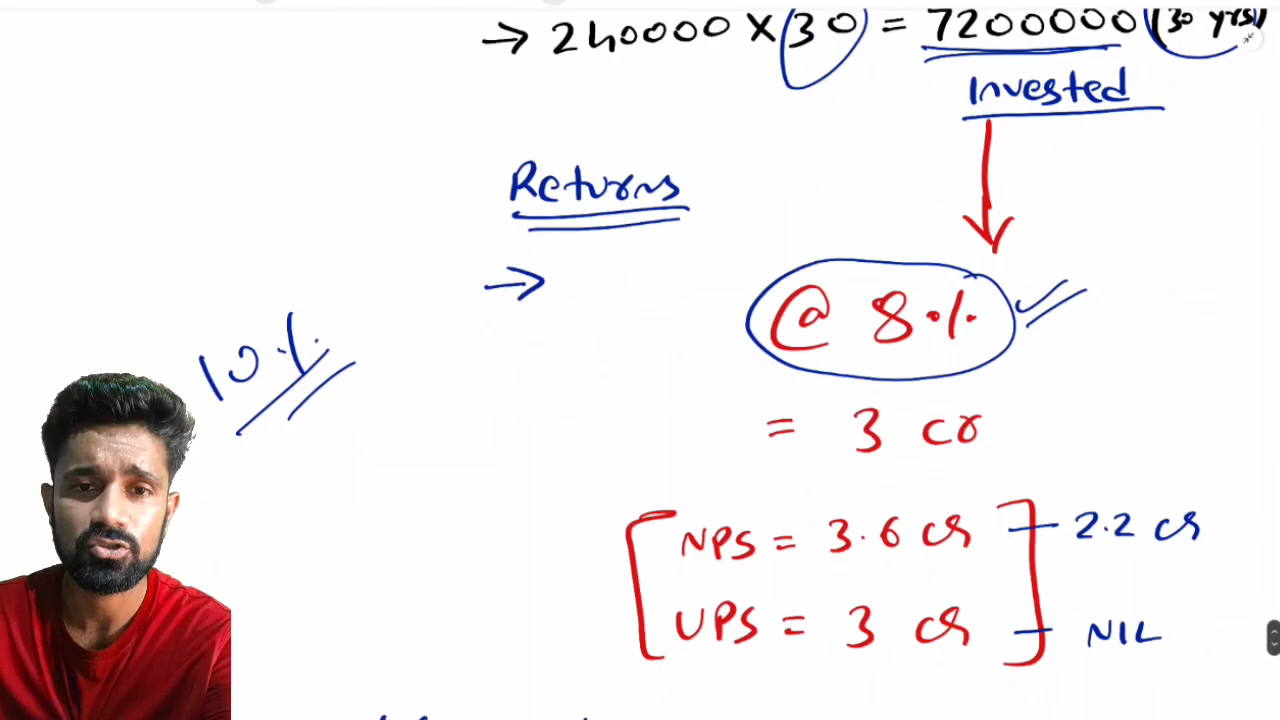 → 240000 × 30 = 7200000 (30 yrs)
Invested
Returns
→
@ 8%
10%
= 3 cr
NPS = 3.6 cr — 2.2 cr
UPS = 3 cr — NIL